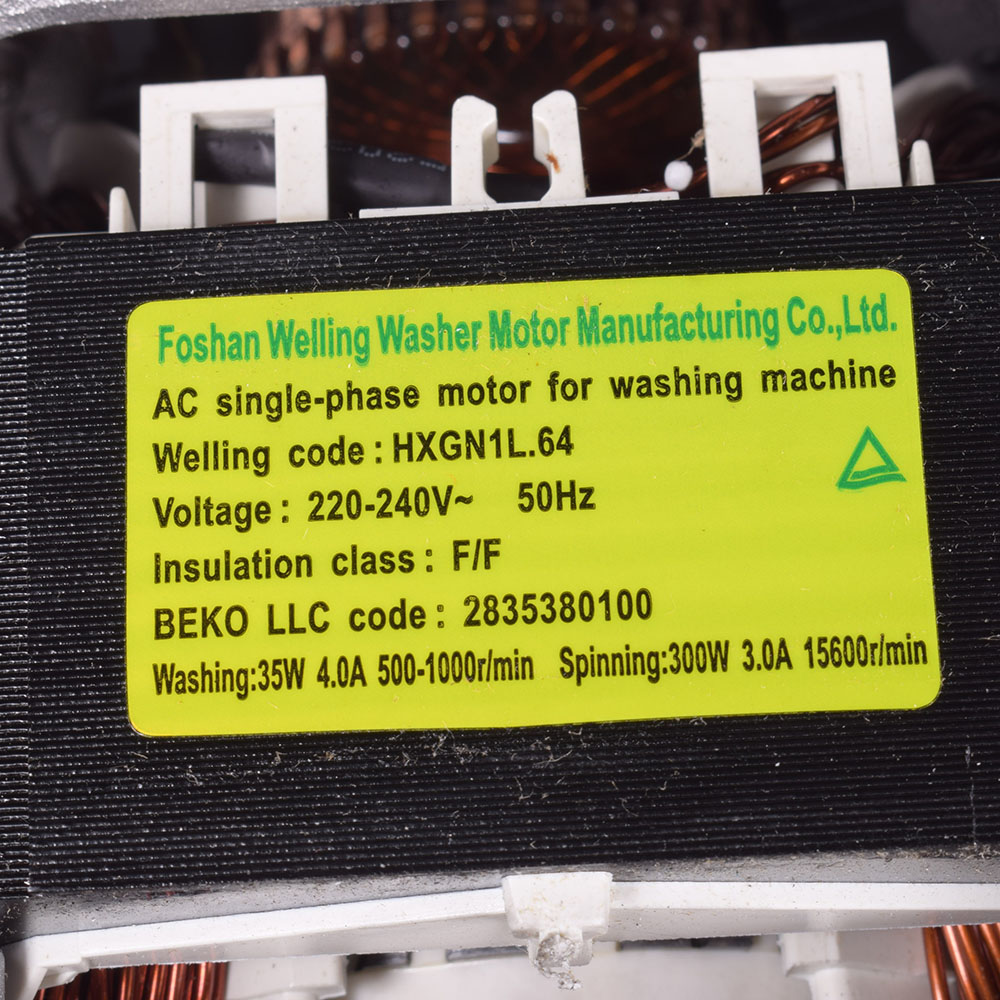 Foshan Welling Washer Motor Manufacturing Co.,Ltd.
AC single-phase motor for washing machine
Welling code : HXGN1L.64
Voltage : 220-240V~ 50Hz
Insulation class : F/F
BEKO LLC code : 2835380100
Washing:35W 4.0A 500-1000r/min Spinning:300W 3.0A 15600r/min